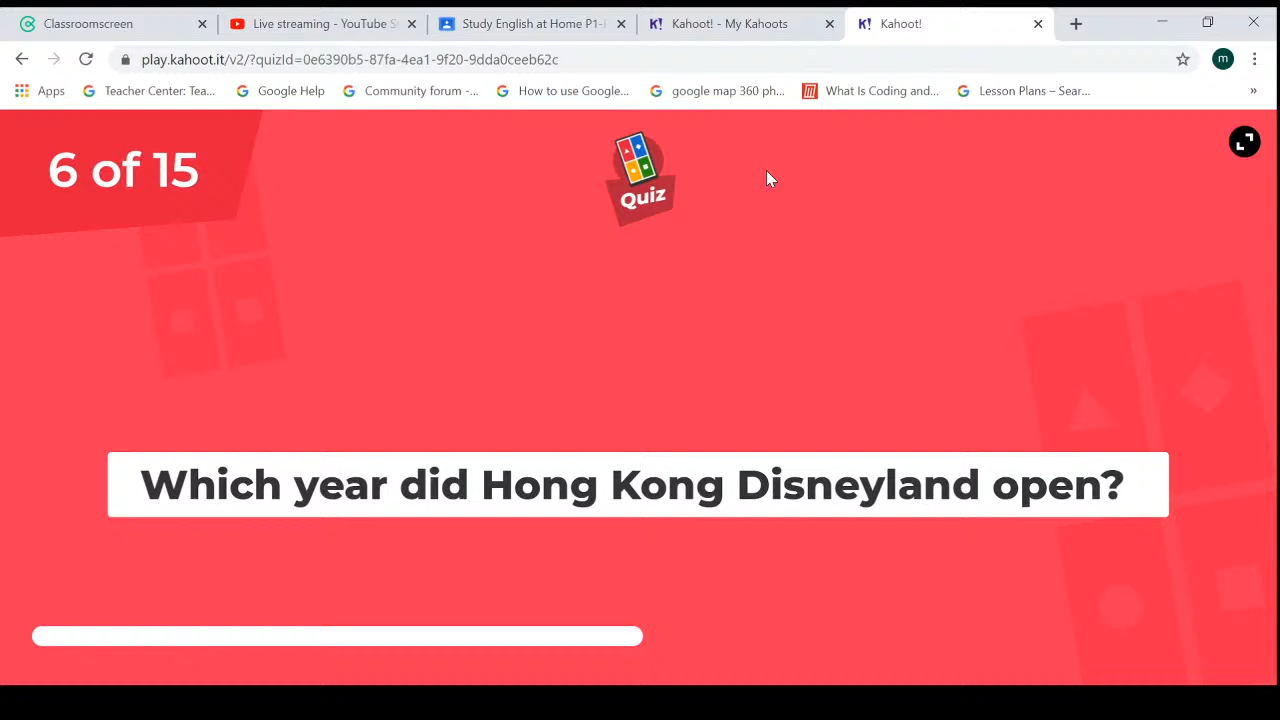 Classroomscreen
Live streaming - YouTube S
Study English at Home P1-
Kahoot! - My Kahoots
Kahoot!
play.kahoot.it/v2/?quizId=0e6390b5-87fa-4ea1-9f20-9dda0ceeb62c
m
Apps
Teacher Center: Tea...
Google Help
Community forum -...
How to use Google...
google map 360 ph...
What Is Coding and...
Lesson Plans – Sear...
»
6 of 15
Quiz
Which year did Hong Kong Disneyland open?